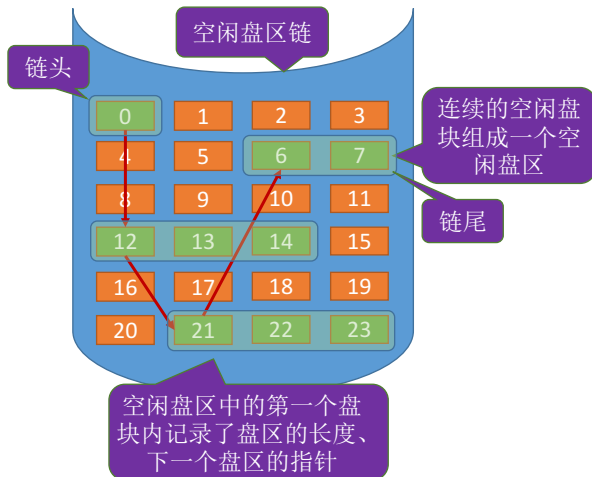 空闲盘区链
链头
0 1 2 3
连续的空闲盘
块组成一个空
闲盘区
4 5 6 7
8 9 10 11
链尾
12 13 14 15
16 17 18 19
20 21 22 23
空闲盘区中的第一个盘
块内记录了盘区的长度、
下一个盘区的指针